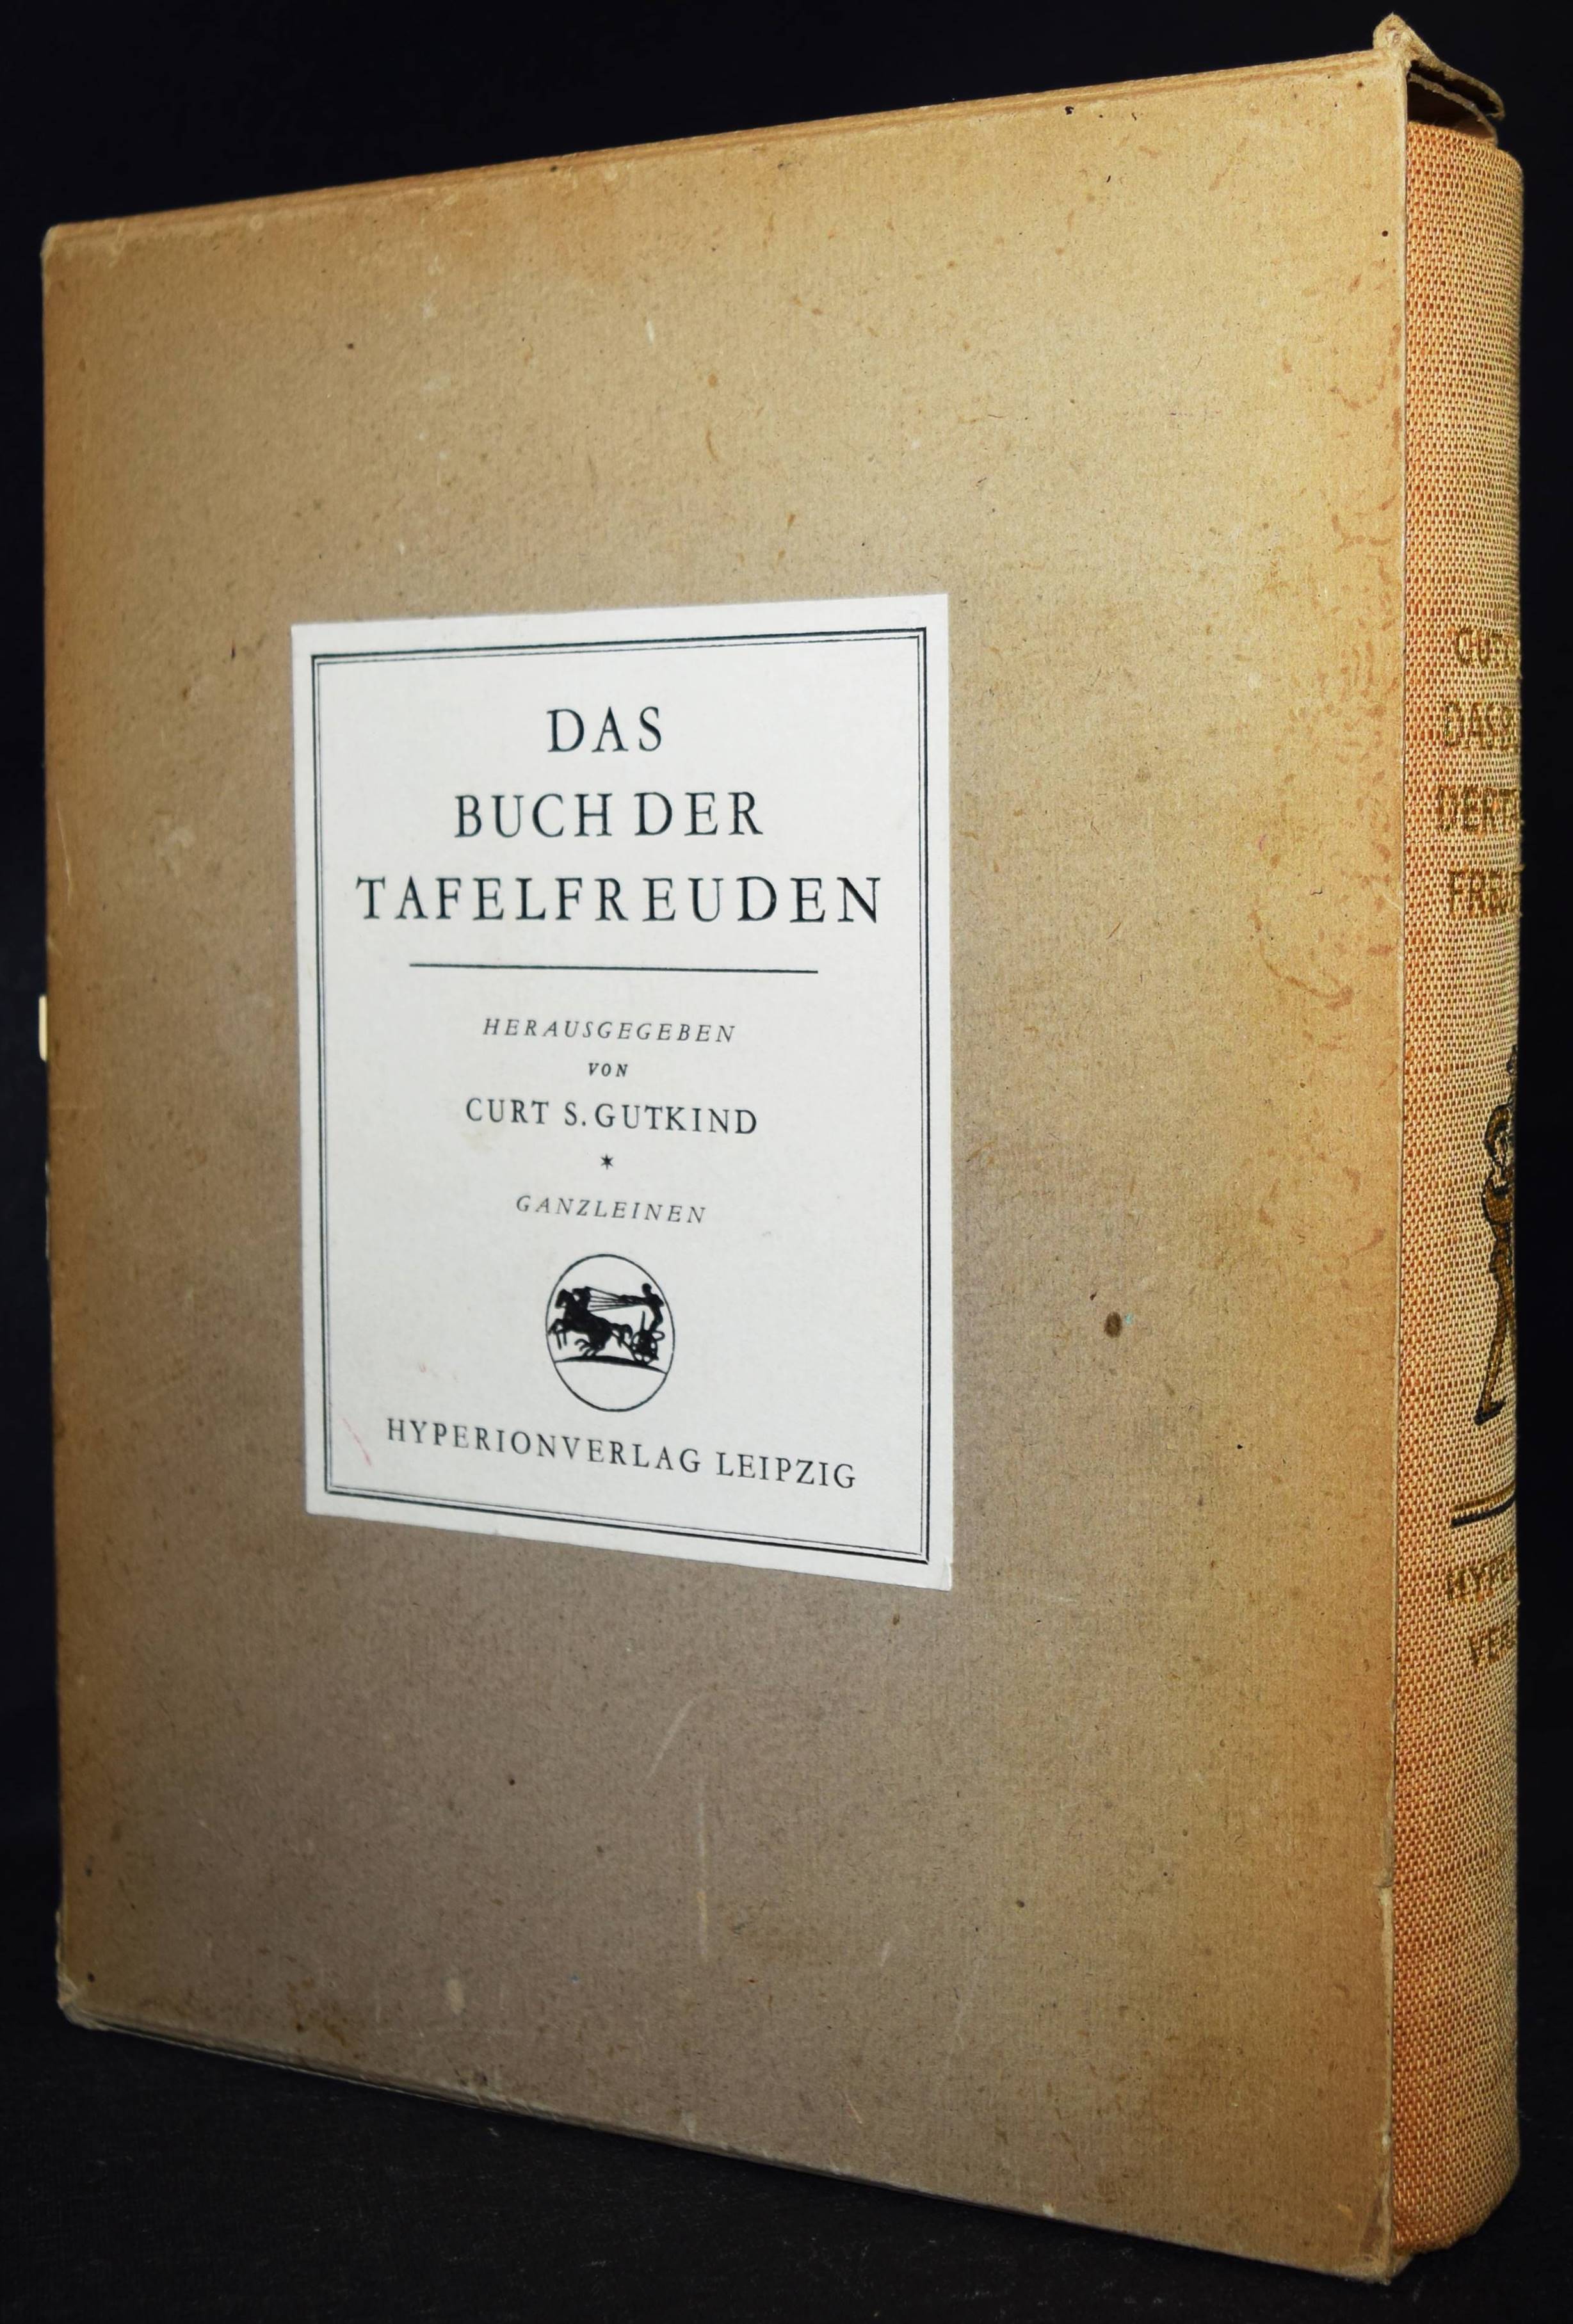 DAS
BUCH DER
TAFELFREUDEN
HERAUSGEGEBEN
VON
CURT S. GUTKIND
*
GANZLEINEN
HYPERIONVERLAG LEIPZIG